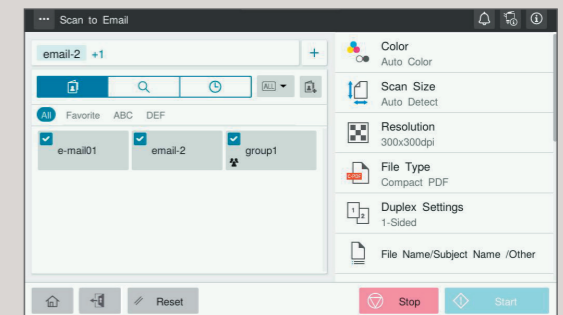 Scan to Email
email-2 +1
+
ALL
All Favorite ABC DEF
e-mail01
email-2
group1
Color
Auto Color
Scan Size
Auto Detect
Resolution
300x300dpi
File Type
Compact PDF
Duplex Settings
1-Sided
File Name/Subject Name /Other
Reset
Stop
Start